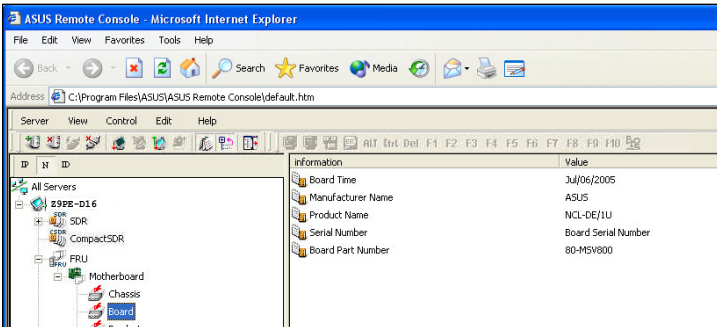 ASUS Remote Console - Microsoft Internet Explorer
File Edit View Favorites Tools Help
Back Search Favorites Media
Address C:\Program Files\ASUS\ASUS Remote Console\default.htm
Server View Control Edit Help
ALT Ctrl Del F1 F2 F3 F4 F5 F6 F7 F8 F9 F10
IP N ID
information Value
All Servers
Board Time Jul/06/2005
Z9PE-D16
Manufacturer Name ASUS
SDR SDR
Product Name NCL-DE/1U
CSDR CompactSDR
Serial Number Board Serial Number
FRU FRU
Board Part Number 80-MSV800
Motherboard
Chassis
Board